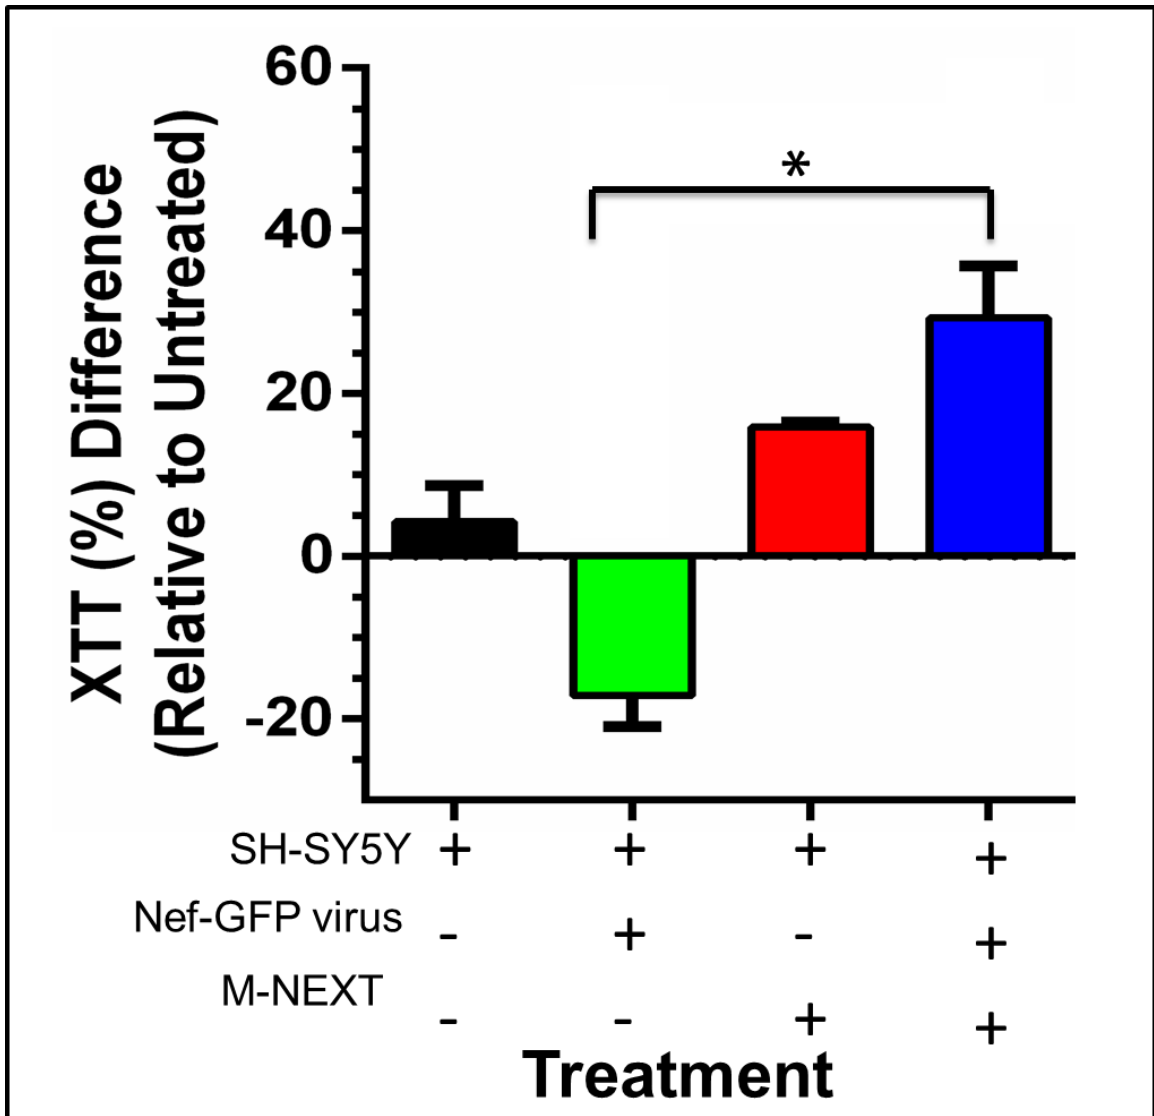 XTT (%) Difference
(Relative to Untreated)
60
40
20
0
-20
*
SH-SY5Y + + + +
Nef-GFP virus - + - +
M-NEXT - - + +
Treatment